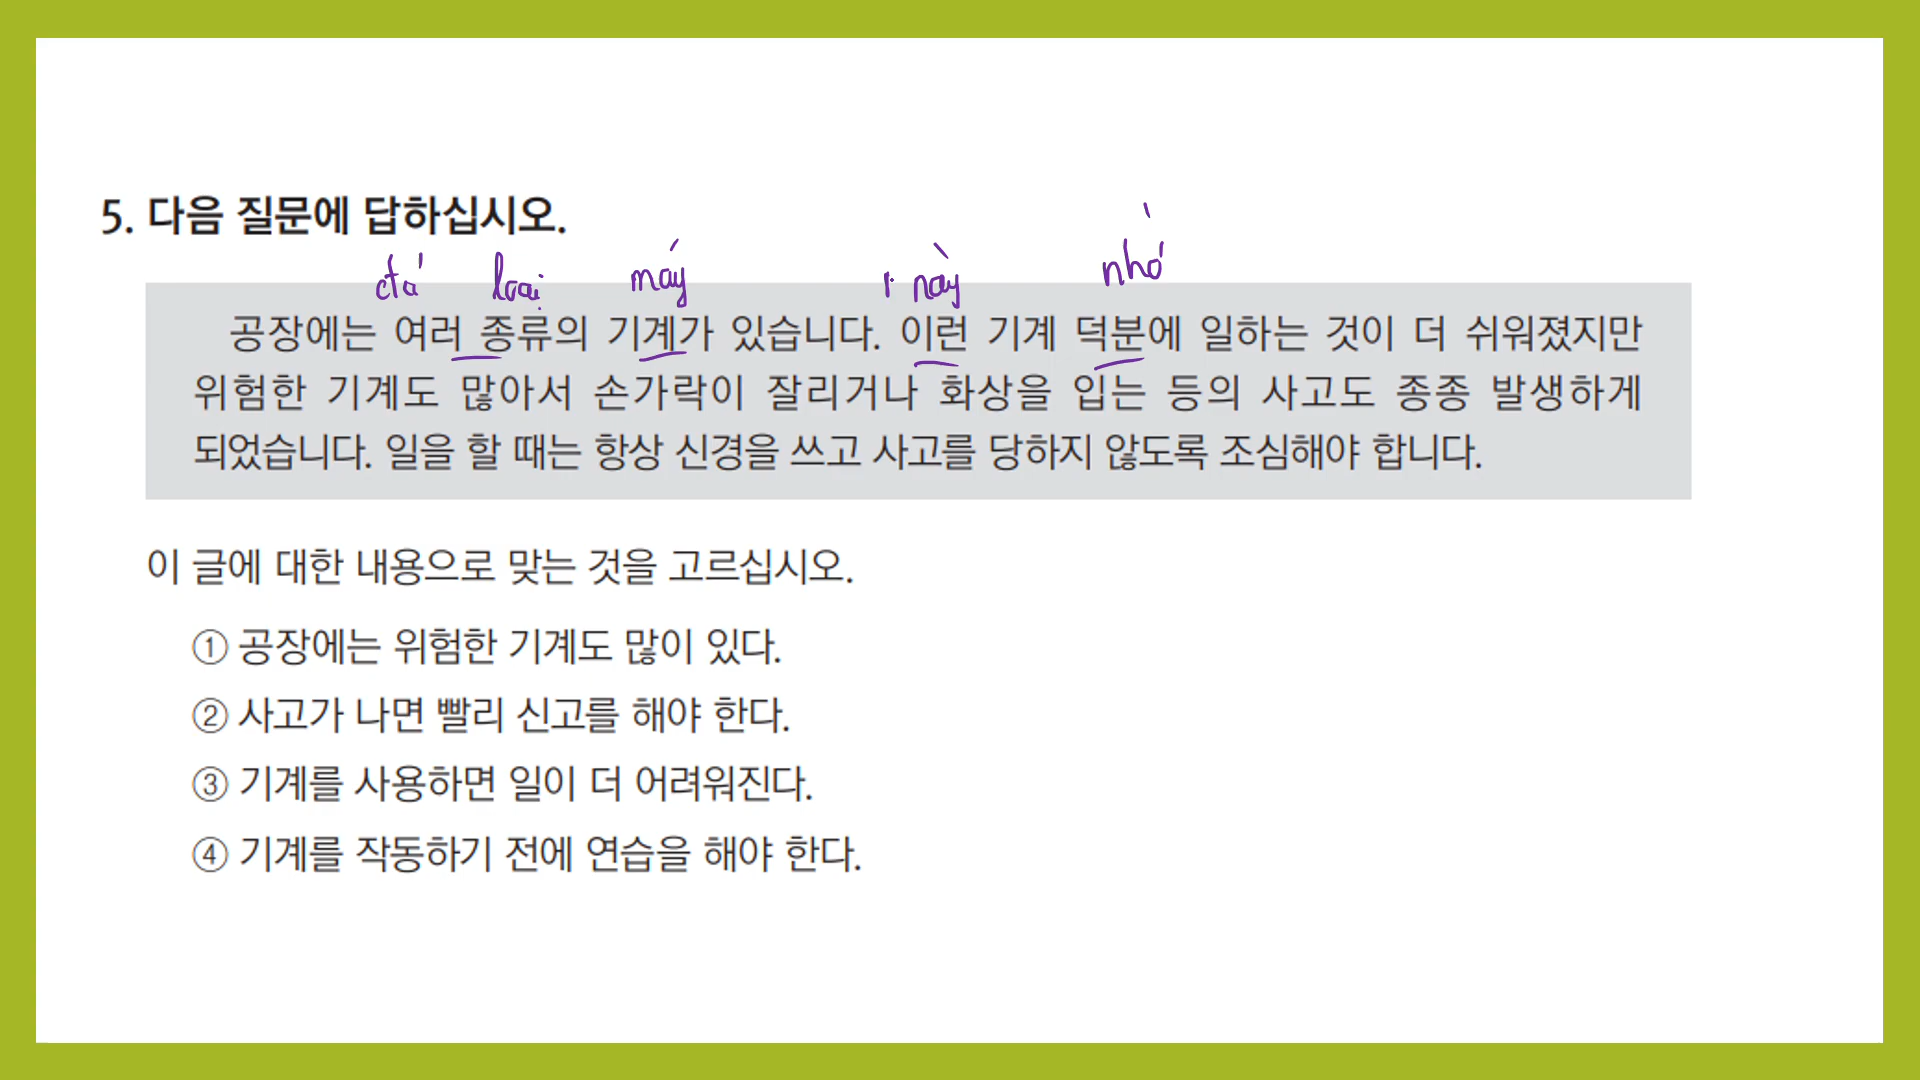 5. 다음 질문에 답하십시오.
loại máy này nhờ
공장에는 여러 종류의 기계가 있습니다. 이런 기계 덕분에 일하는 것이 더 쉬워졌지만
위험한 기계도 많아서 손가락이 잘리거나 화상을 입는 등의 사고도 종종 발생하게
되었습니다. 일을 할 때는 항상 신경을 쓰고 사고를 당하지 않도록 조심해야 합니다.
이 글에 대한 내용으로 맞는 것을 고르십시오.
① 공장에는 위험한 기계도 많이 있다.
② 사고가 나면 빨리 신고를 해야 한다.
③ 기계를 사용하면 일이 더 어려워진다.
④ 기계를 작동하기 전에 연습을 해야 한다.